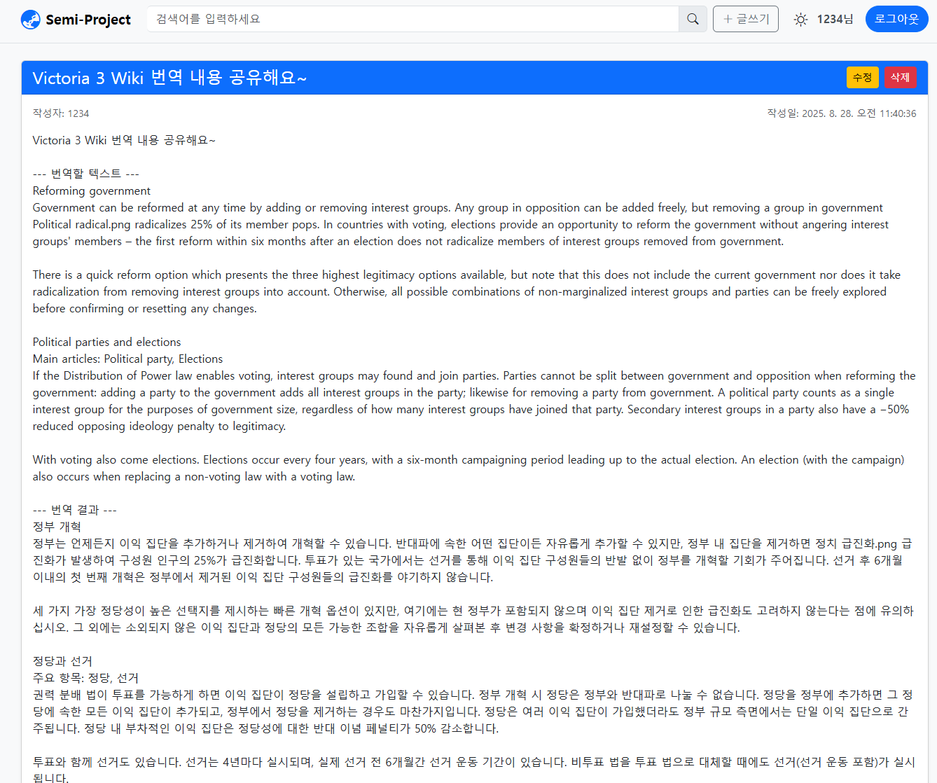 Semi-Project
검색어를 입력하세요
+ 글쓰기
1234님
로그아웃
Victoria 3 Wiki 번역 내용 공유해요~
수정
삭제
작성자: 1234
작성일: 2025. 8. 28. 오전 11:40:36
Victoria 3 Wiki 번역 내용 공유해요~
--- 번역할 텍스트 ---
Reforming government
Government can be reformed at any time by adding or removing interest groups. Any group in opposition can be added freely, but removing a group in government
Political radical.png radicalizes 25% of its member pops. In countries with voting, elections provide an opportunity to reform the government without angering interest
groups' members – the first reform within six months after an election does not radicalize members of interest groups removed from government.
There is a quick reform option which presents the three highest legitimacy options available, but note that this does not include the current government nor does it take
radicalization from removing interest groups into account. Otherwise, all possible combinations of non-marginalized interest groups and parties can be freely explored
before confirming or resetting any changes.
Political parties and elections
Main articles: Political party, Elections
If the Distribution of Power law enables voting, interest groups may found and join parties. Parties cannot be split between government and opposition when reforming the
government: adding a party to the government adds all interest groups in the party; likewise for removing a party from government. A political party counts as a single
interest group for the purposes of government size, regardless of how many interest groups have joined that party. Secondary interest groups in a party also have a −50%
reduced opposing ideology penalty to legitimacy.
With voting also come elections. Elections occur every four years, with a six-month campaigning period leading up to the actual election. An election (with the campaign)
also occurs when replacing a non-voting law with a voting law.
--- 번역 결과 ---
정부 개혁
정부는 언제든지 이익 집단을 추가하거나 제거하여 개혁할 수 있습니다. 반대파에 속한 어떤 집단이든 자유롭게 추가할 수 있지만, 정부 내 집단을 제거하면 정치 급진화.png 급
진화가 발생하여 구성원 인구의 25%가 급진화합니다. 투표가 있는 국가에서는 선거를 통해 이익 집단 구성원들의 반발 없이 정부를 개혁할 기회가 주어집니다. 선거 후 6개월
이내의 첫 번째 개혁은 정부에서 제거된 이익 집단 구성원들의 급진화를 야기하지 않습니다.
세 가지 가장 정당성이 높은 선택지를 제시하는 빠른 개혁 옵션이 있지만, 여기에는 현 정부가 포함되지 않으며 이익 집단 제거로 인한 급진화도 고려하지 않는다는 점에 유의하
십시오. 그 외에는 소외되지 않은 이익 집단과 정당의 모든 가능한 조합을 자유롭게 살펴본 후 변경 사항을 확정하거나 재설정할 수 있습니다.
정당과 선거
주요 항목: 정당, 선거
권력 분배 법이 투표를 가능하게 하면 이익 집단이 정당을 설립하고 가입할 수 있습니다. 정부 개혁 시 정당은 정부와 반대파로 나눌 수 없습니다. 정당을 정부에 추가하면 그 정
당에 속한 모든 이익 집단이 추가되고, 정부에서 정당을 제거하는 경우도 마찬가지입니다. 정당은 여러 이익 집단이 가입했더라도 정부 규모 측면에서는 단일 이익 집단으로 간
주됩니다. 정당 내 부차적인 이익 집단은 정당성에 대한 반대 이념 페널티가 50% 감소합니다.
투표와 함께 선거도 있습니다. 선거는 4년마다 실시되며, 실제 선거 전 6개월간 선거 운동 기간이 있습니다. 비투표 법을 투표 법으로 대체할 때에도 선거(선거 운동 포함)가 실시
됩니다.